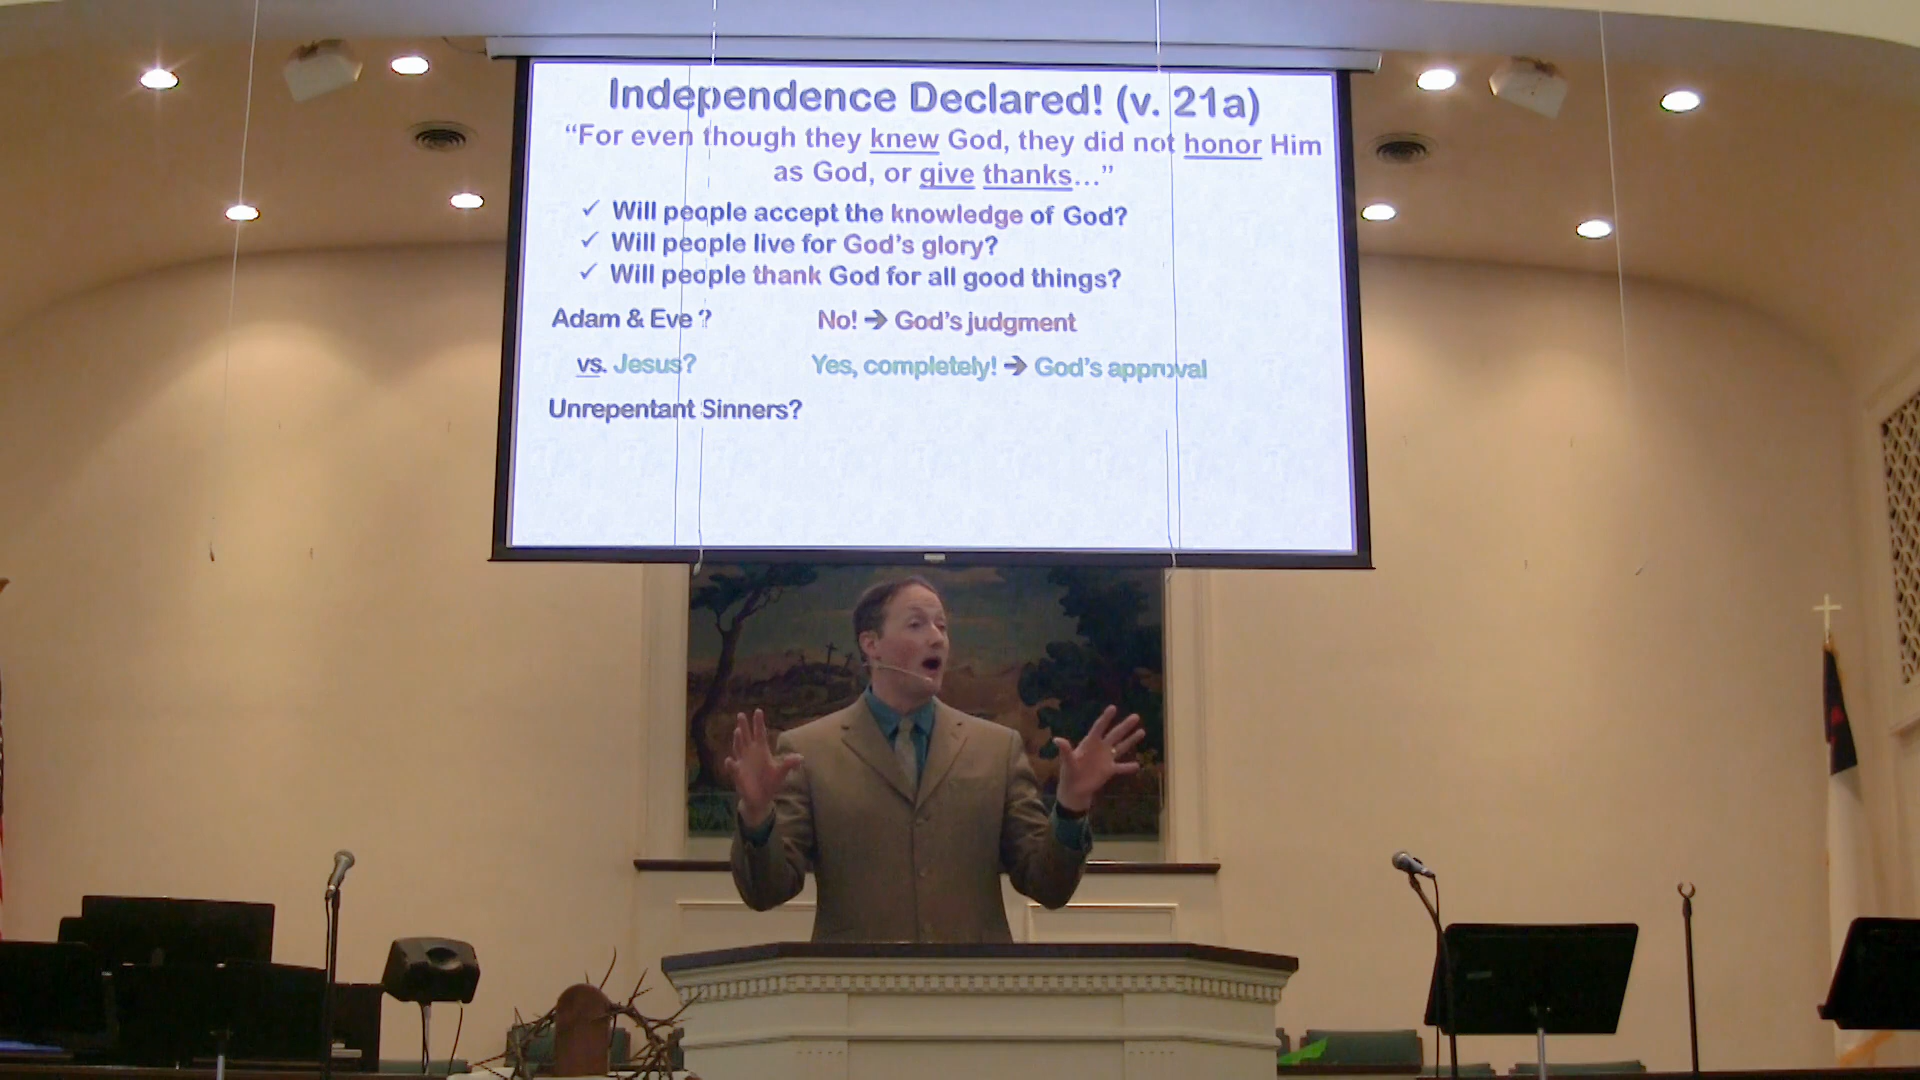 Independence Declared! (v. 21a)
“For even though they knew God, they did not honor Him
as God, or give thanks…”
✓ Will people accept the knowledge of God?
✓ Will people live for God’s glory?
✓ Will people thank God for all good things?
Adam & Eve ? No! ➔ God’s judgment
vs. Jesus? Yes, completely! ➔ God’s approval
Unrepentant Sinners?